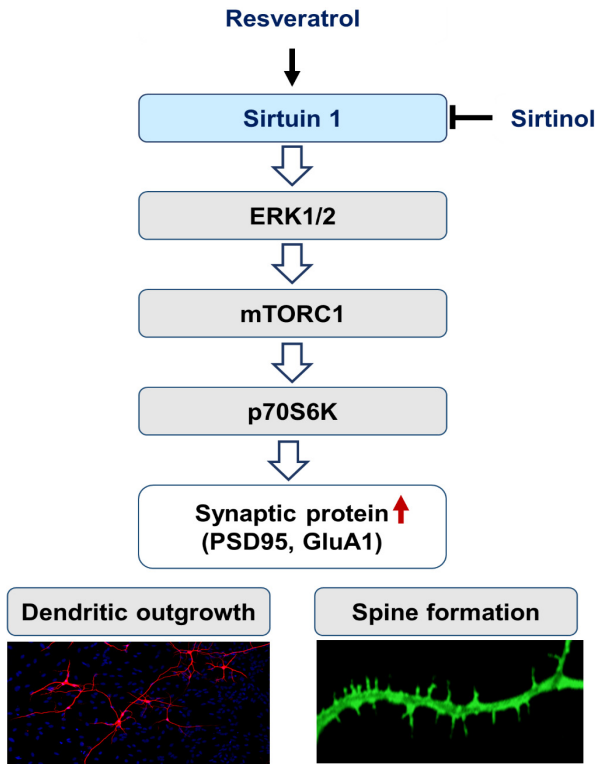 Resveratrol
Sirtuin 1
Sirtinol
ERK1/2
mTORC1
p70S6K
Synaptic protein
(PSD95, GluA1)
Dendritic outgrowth
Spine formation